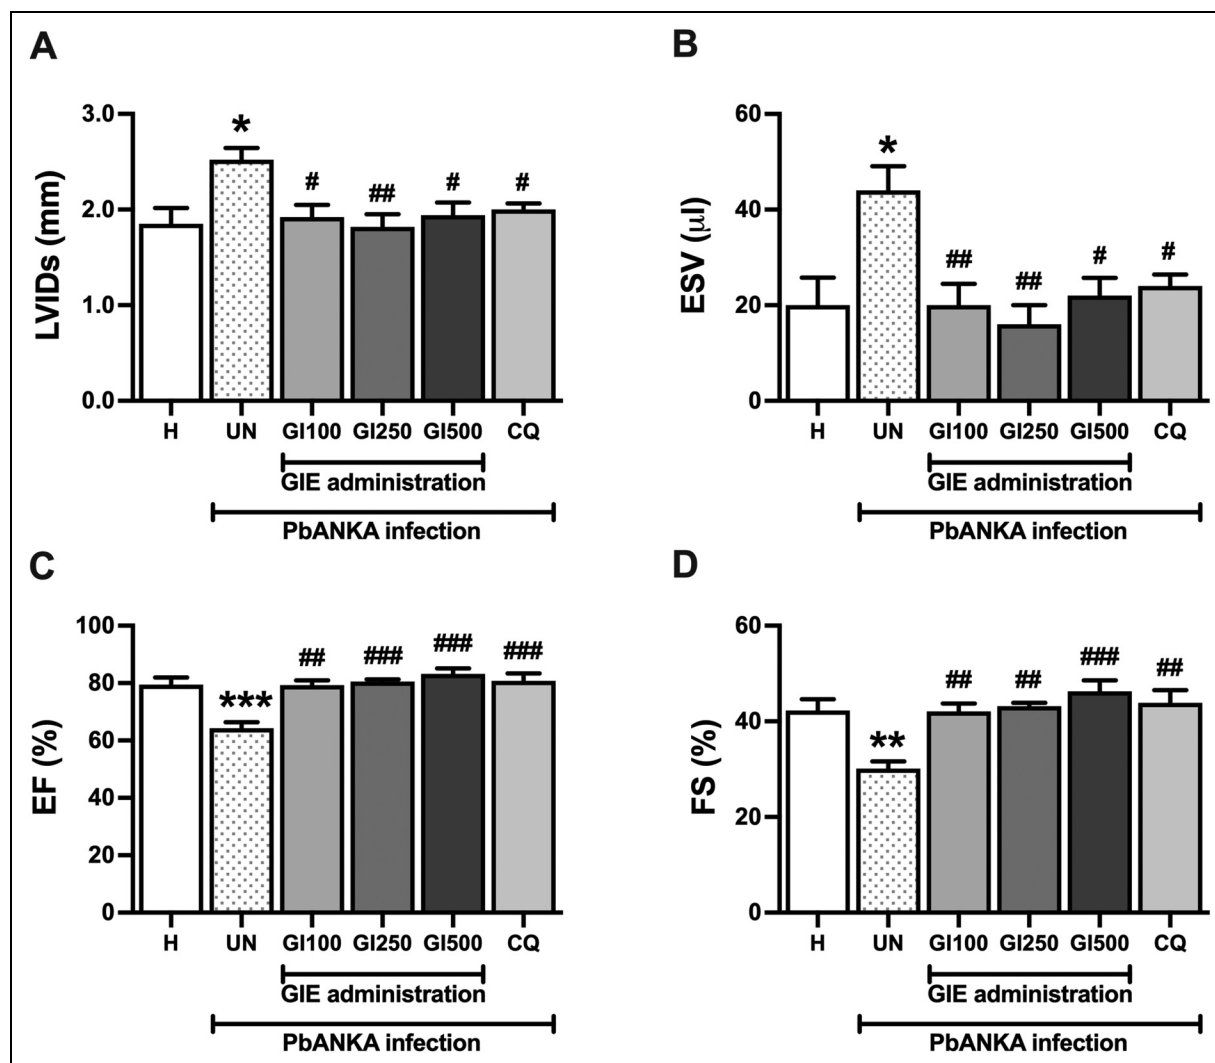 A
LVIDs (mm)
3.0
2.0
1.0
0.0
*
#
##
#
#
H UN GI100 GI250 GI500 CQ
GIE administration
PbANKA infection
B
ESV (µl)
60
40
20
0
*
##
##
#
#
H UN GI100 GI250 GI500 CQ
GIE administration
PbANKA infection
C
EF (%)
100
80
60
40
20
0
***
##
###
###
###
H UN GI100 GI250 GI500 CQ
GIE administration
PbANKA infection
D
FS (%)
60
40
20
0
**
##
##
###
##
H UN GI100 GI250 GI500 CQ
GIE administration
PbANKA infection